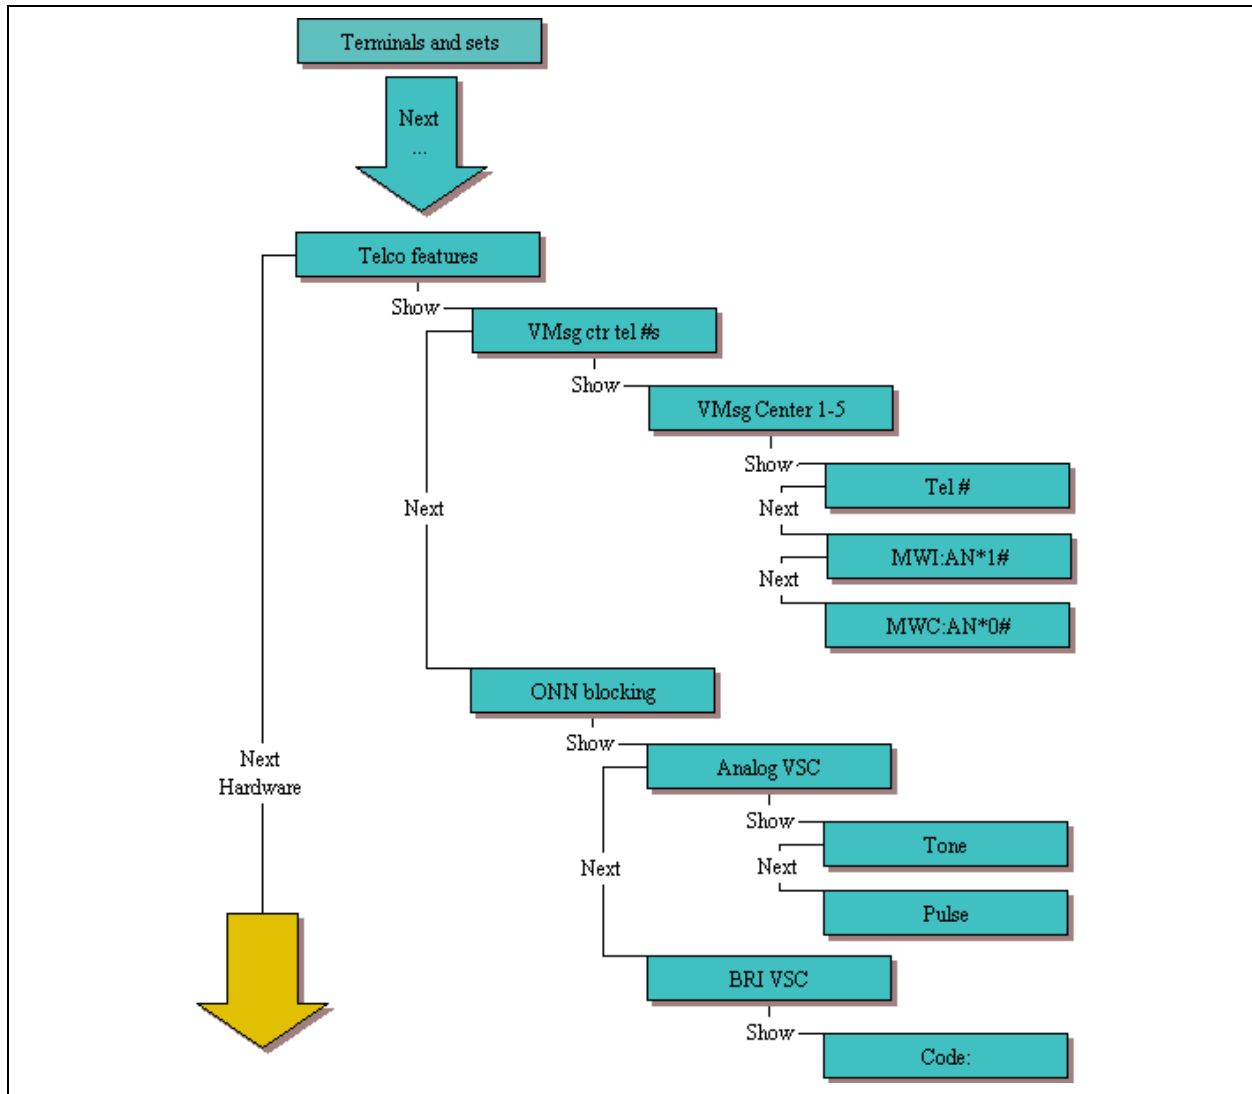 Terminals and sets
Next
...
Telco features
Show
VMsg ctr tel #s
Show
VMsg Center 1-5
Show
Tel #
Next
Next
MWI:AN*1#
Next
MWC:AN*0#
ONN blocking
Show
Analog VSC
Next
Hardware
Show
Tone
Next
Next
Pulse
BRI VSC
Show
Code: